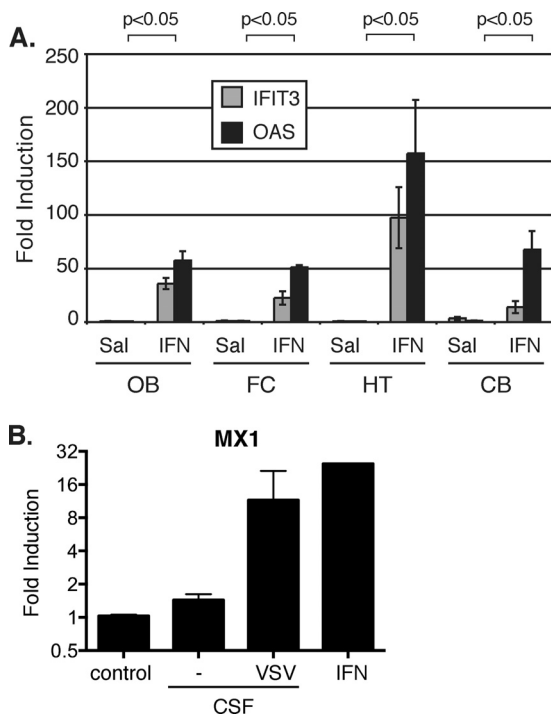 p<0.05 p<0.05 p<0.05 p<0.05
A.
250
200
150
100
50
0
Fold Induction
IFIT3
OAS
Sal IFN Sal IFN Sal IFN Sal IFN
OB FC HT CB
B.
MX1
32
16
8
4
2
1
0.5
Fold Induction
control - VSV IFN
CSF